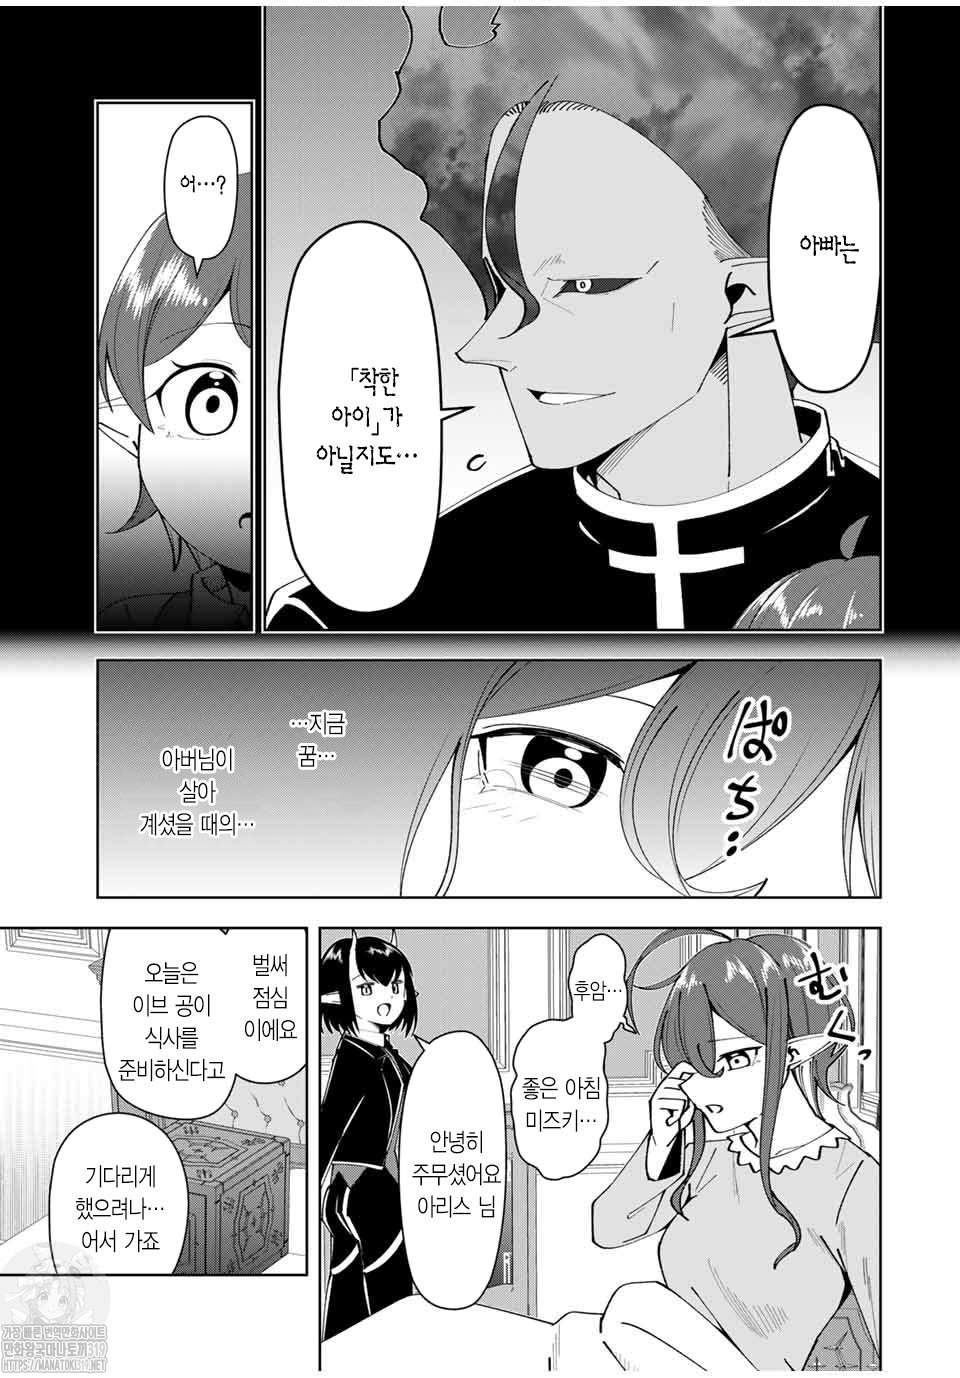 아빠는
「착한
아이」가
아닐지도…
어…?
ぱち…
…지금
꿈…
아버님이
살아
계셨을 때의…
むくっ
후암…
좋은 아침
미즈키…
안녕히
주무셨어요
아리스 님
벌써
점심
이에요
오늘은
이브 공이
식사를
준비하신다고
기다리게
했으려나…
어서 가죠
가장 빠른 번역만화사이트
만화왕국마나토끼319
HTTPS://MANATOKI319.NET